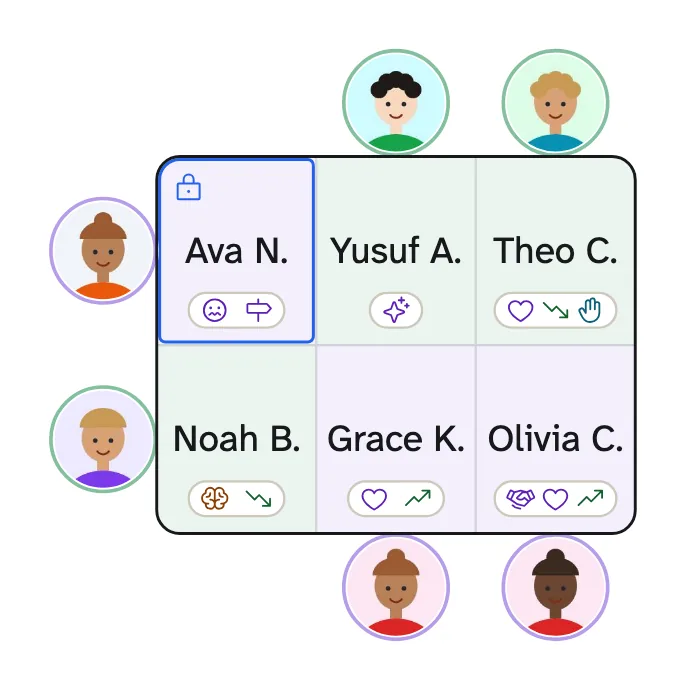 Ava N.
Yusuf A.
Theo C.
Noah B.
Grace K.
Olivia C.